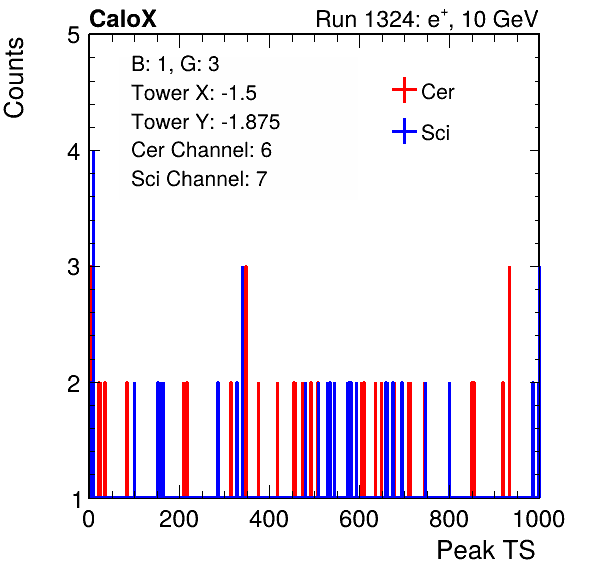 CaloX Run 1324: e⁺, 10 GeV
Counts
B: 1, G: 3
Tower X: -1.5
Tower Y: -1.875
Cer Channel: 6
Sci Channel: 7
Cer
Sci
5
4
3
2
1
0 200 400 600 800 1000
Peak TS